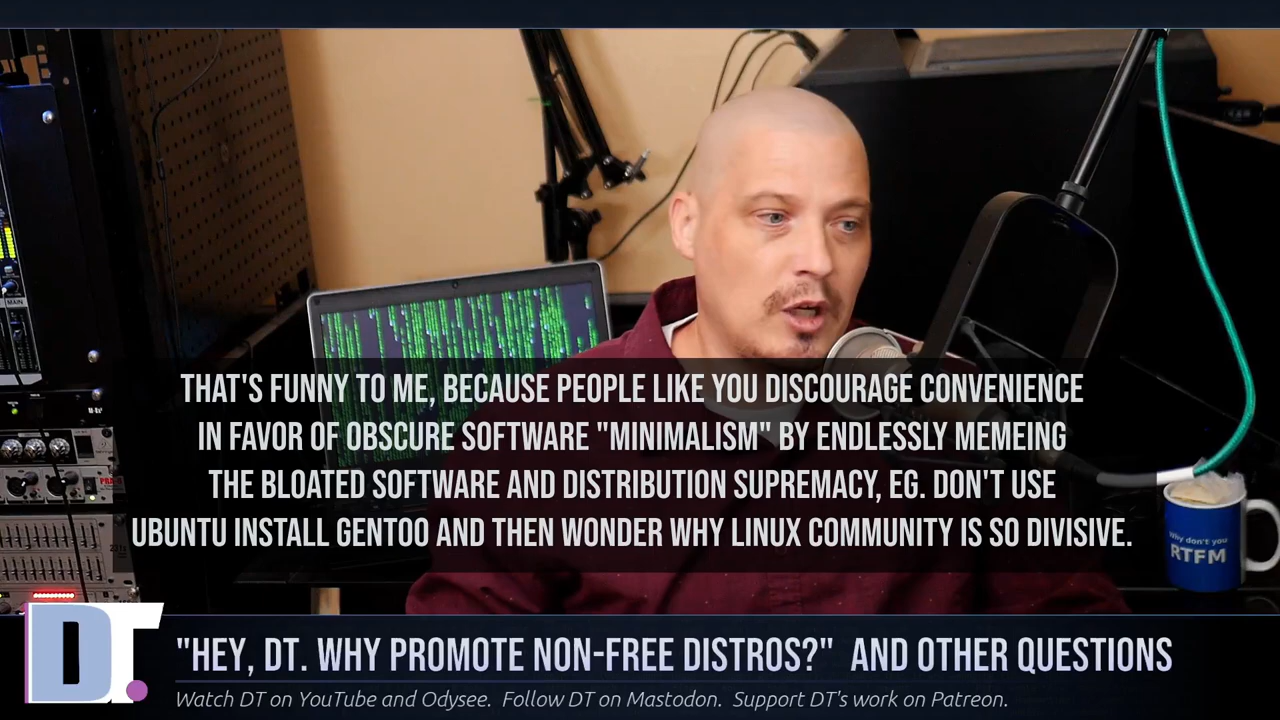 MAIN
THAT'S FUNNY TO ME, BECAUSE PEOPLE LIKE YOU DISCOURAGE CONVENIENCE
IN FAVOR OF OBSCURE SOFTWARE "MINIMALISM" BY ENDLESSLY MEMEING
THE BLOATED SOFTWARE AND DISTRIBUTION SUPREMACY, EG. DON'T USE
UBUNTU INSTALL GENTOO AND THEN WONDER WHY LINUX COMMUNITY IS SO DIVISIVE.
Why don't you
RTFM
DT.
"HEY, DT. WHY PROMOTE NON-FREE DISTROS?" AND OTHER QUESTIONS
Watch DT on YouTube and Odysee. Follow DT on Mastodon. Support DT's work on Patreon.